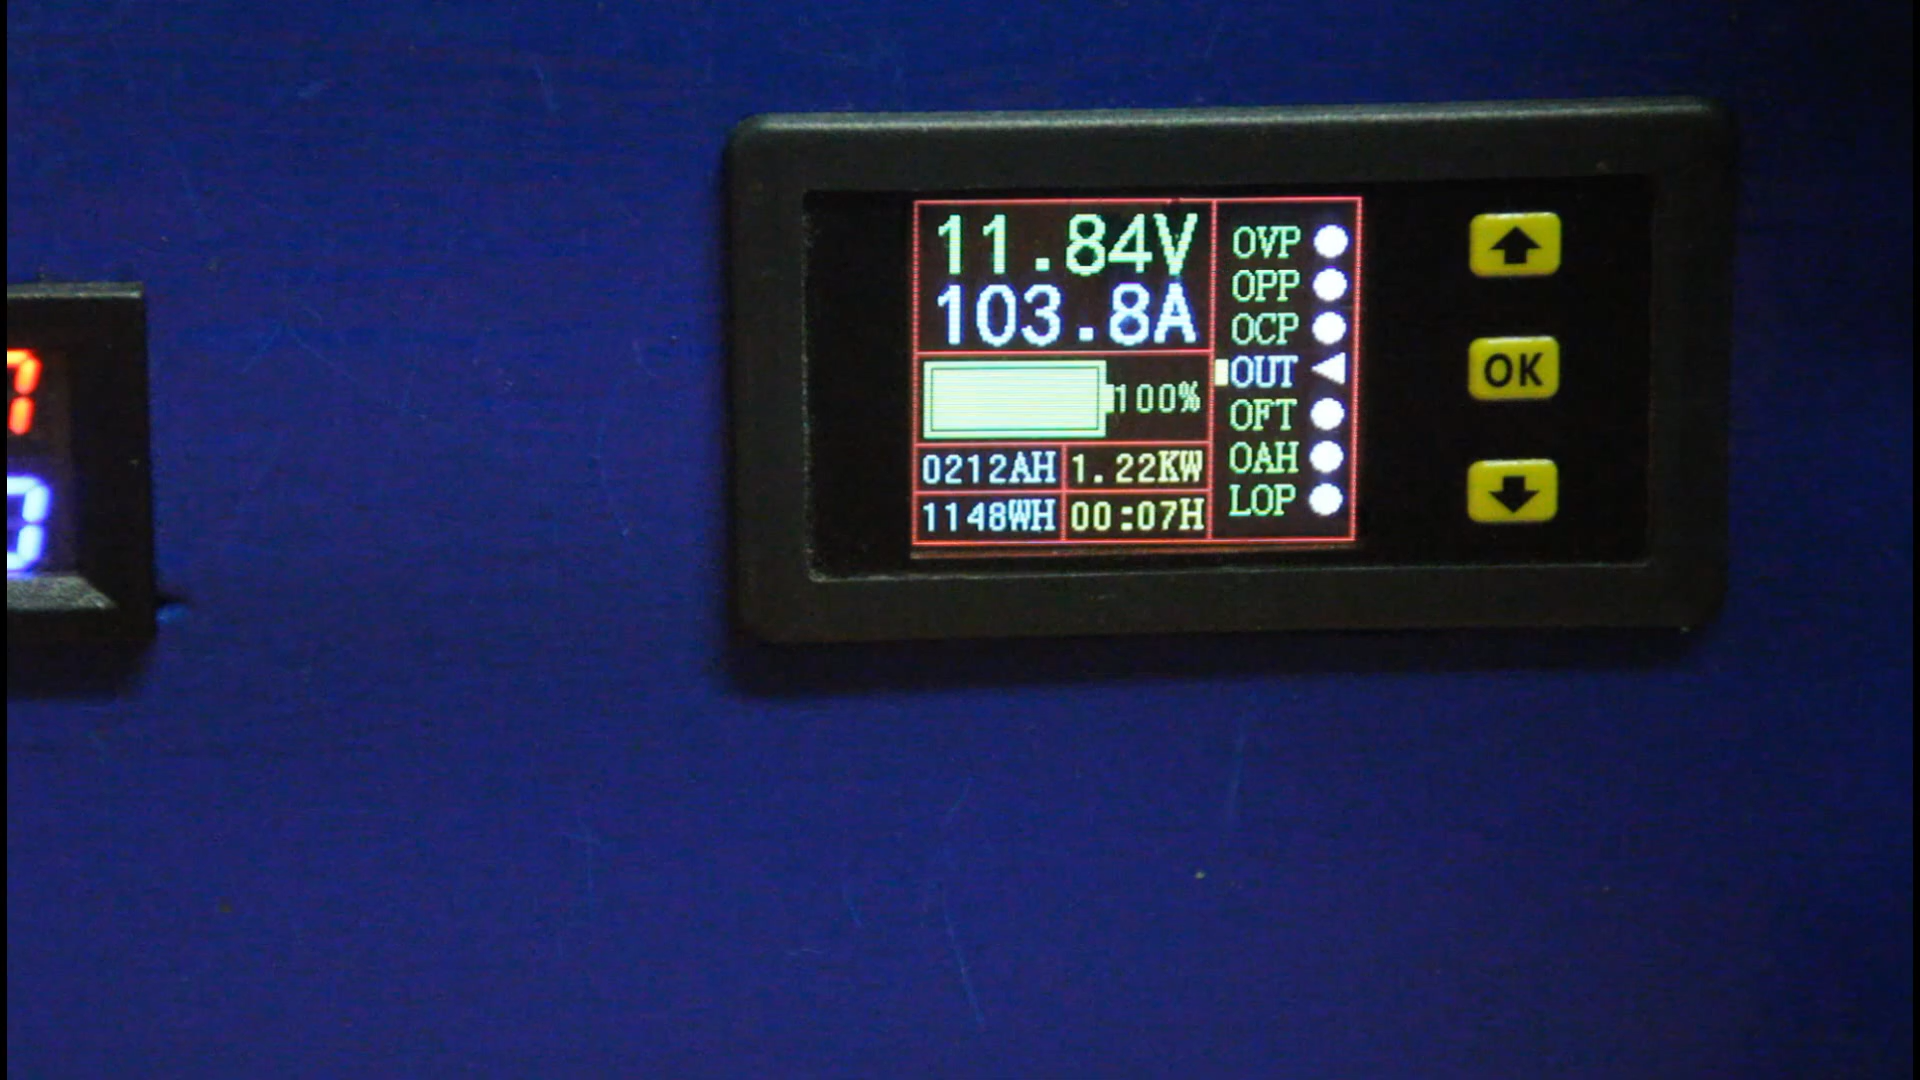 11.84V
103.8A
100%
0212AH 1.22KW
1148WH 00:07H
OVP
OPP
OCP
OUT
OFT
OAH
LOP
OK